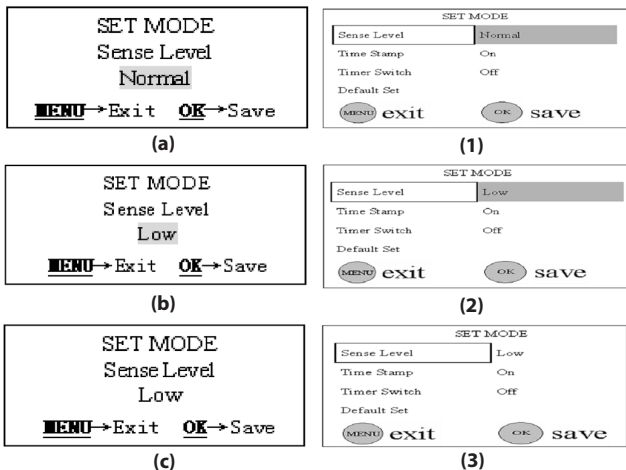 SET MODE
Sense Level
Normal
MENU→Exit OK→Save
(a)
SET MODE
Sense Level Normal
Time Stamp On
Timer Switch Off
Default Set
MENU exit OK save
(1)
SET MODE
Sense Level
Low
MENU→Exit OK→Save
(b)
SET MODE
Sense Level Low
Time Stamp On
Timer Switch Off
Default Set
MENU exit OK save
(2)
SET MODE
Sense Level
Low
MENU→Exit OK→Save
(c)
SET MODE
Sense Level Low
Time Stamp On
Timer Switch Off
Default Set
MENU exit OK save
(3)